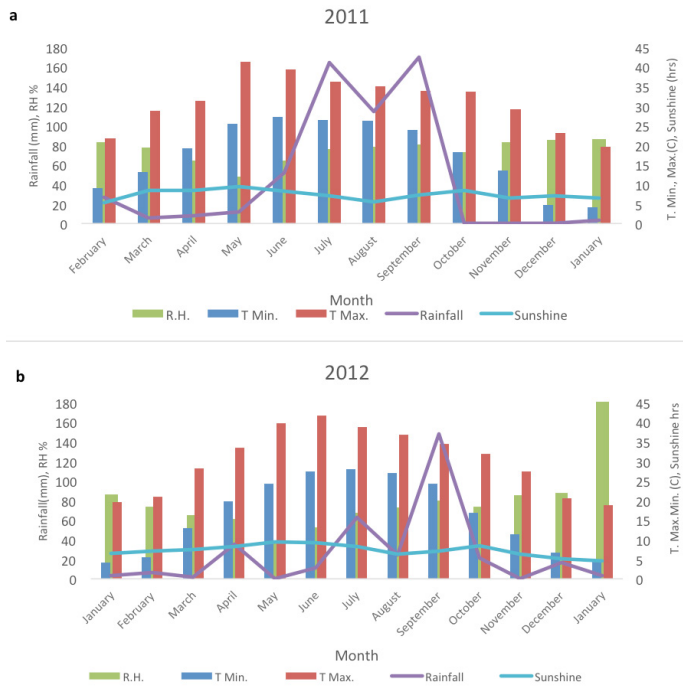 a
2011
180
160
140
120
100
80
60
40
20
0
Rainfall (mm), RH %
45
40
35
30
25
20
15
10
5
0
T. Min., Max.(C), Sunshine (hrs)
February
March
April
May
June
July
August
September
October
November
December
January
Month
R.H.
T Min.
T Max.
Rainfall
Sunshine
b
2012
180
160
140
120
100
80
60
40
20
0
Rainfall(mm), RH %
45
40
35
30
25
20
15
10
5
0
T. Max.Min. (C), Sunshine hrs
January
February
March
April
May
June
July
August
September
October
November
December
January
Month
R.H.
T Min.
T Max.
Rainfall
Sunshine